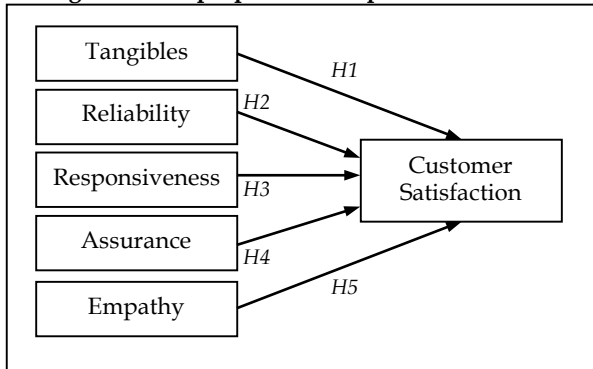 Tangibles
H1
Reliability
H2
Responsiveness
H3
Customer
Satisfaction
Assurance
H4
Empathy
H5